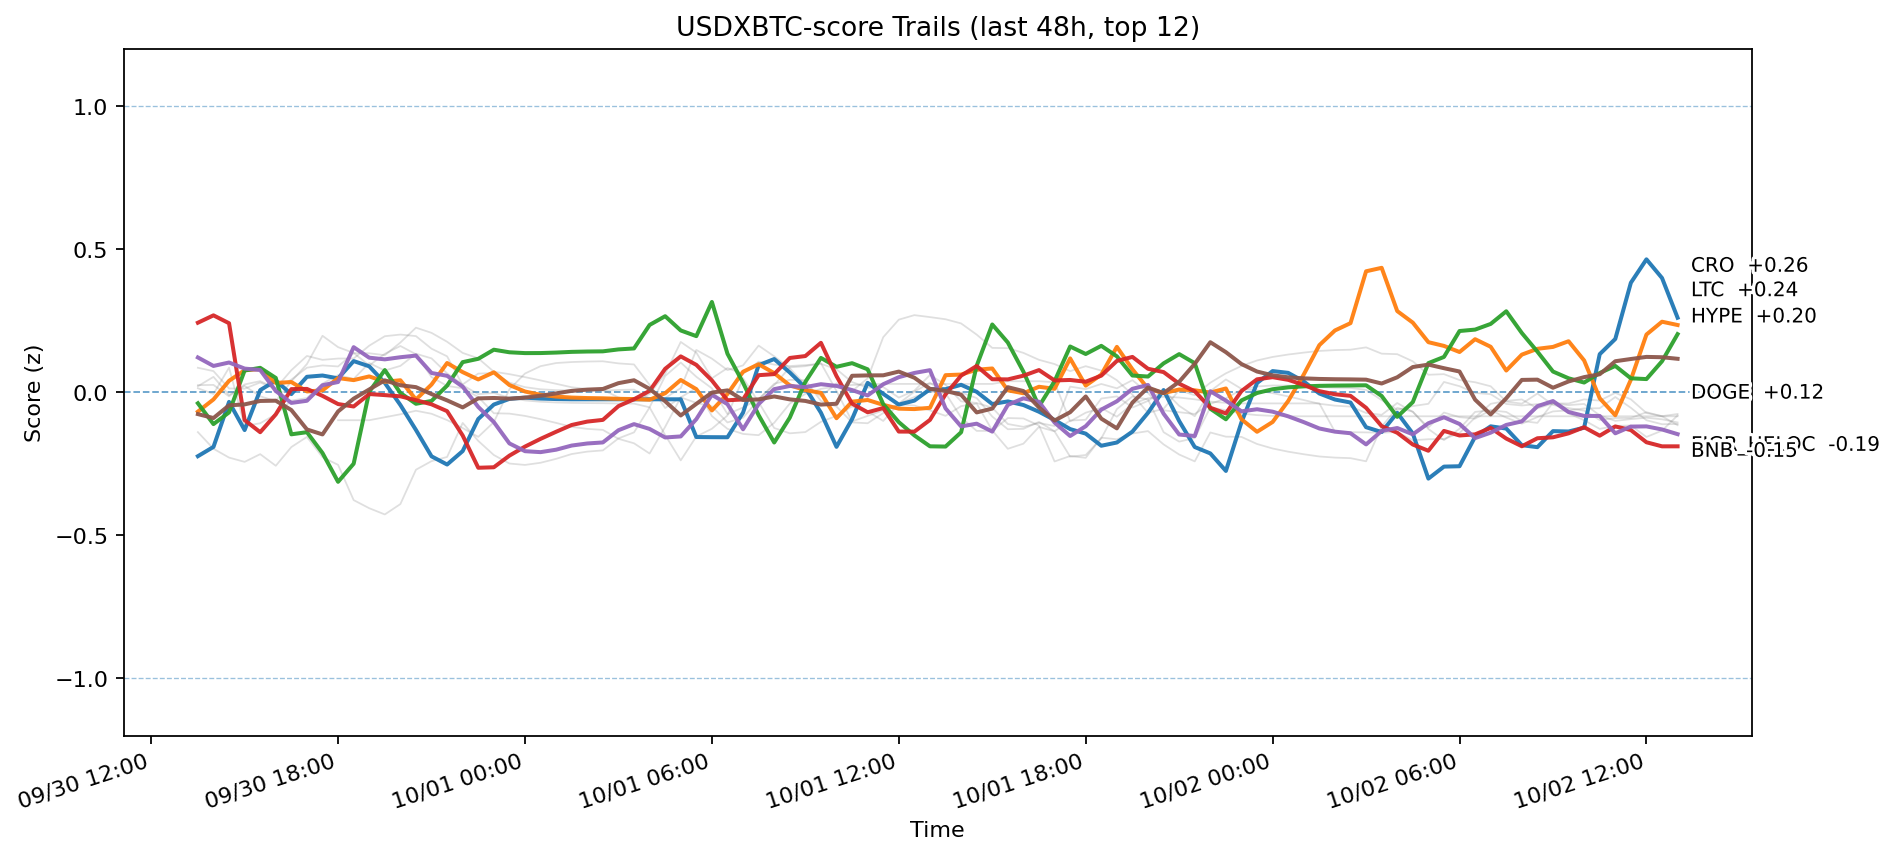 USDXBTC-score Trails (last 48h, top 12)
Score (z)
1.0
0.5
0.0
−0.5
−1.0
CRO +0.26
LTC +0.24
HYPE +0.20
DOGE +0.12
-0.19
BNB -0.15
09/30 12:00
09/30 18:00
10/01 00:00
10/01 06:00
10/01 12:00
10/01 18:00
10/02 00:00
10/02 06:00
10/02 12:00
Time